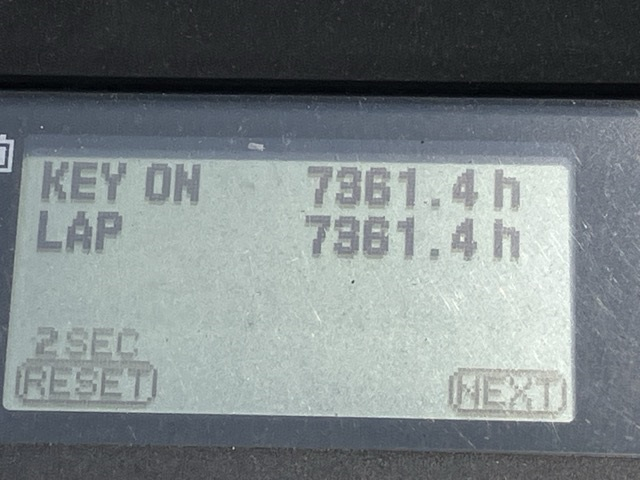 KEY ON 7361.4 h
LAP 7361.4 h
2SEC
(RESET) (NEXT)